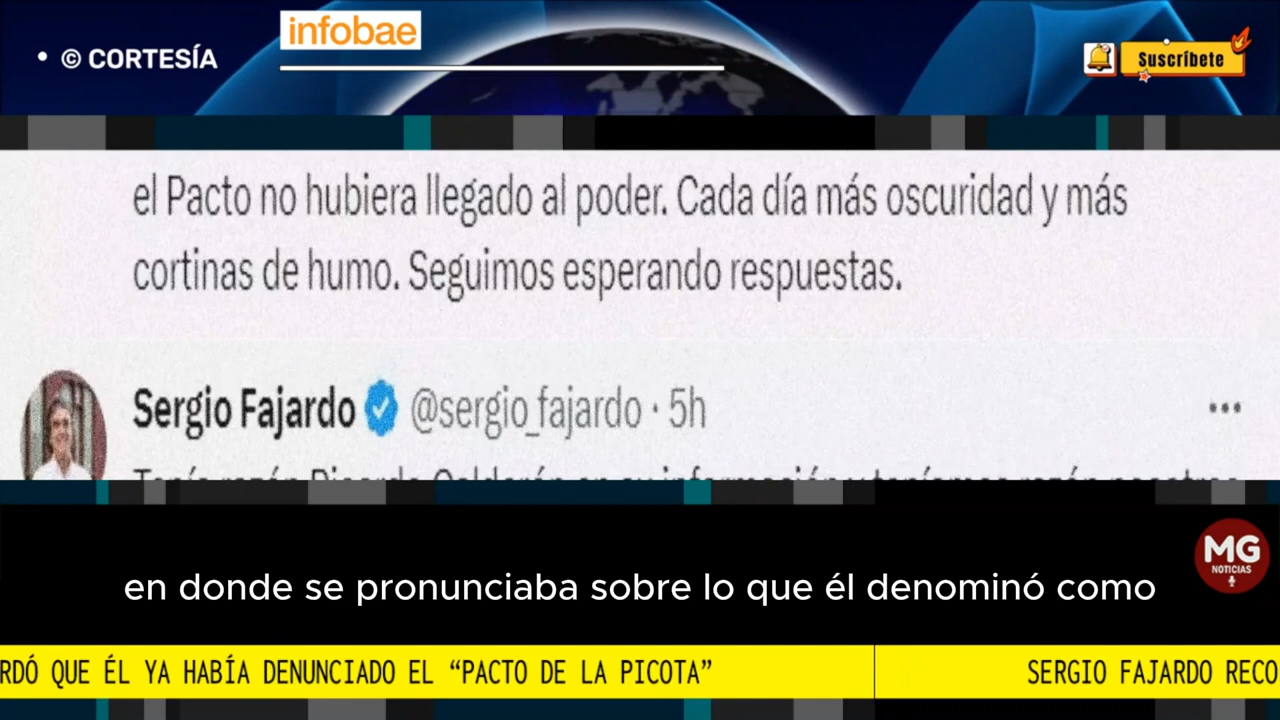 infobae
• © CORTESÍA
Suscríbete
el Pacto no hubiera llegado al poder. Cada día más oscuridad y más
cortinas de humo. Seguimos esperando respuestas.
Sergio Fajardo @sergio_fajardo · 5h
MG
NOTICIAS
en donde se pronunciaba sobre lo que él denominó como
RDÓ QUE ÉL YA HABÍA DENUNCIADO EL “PACTO DE LA PICOTA” SERGIO FAJARDO RECO